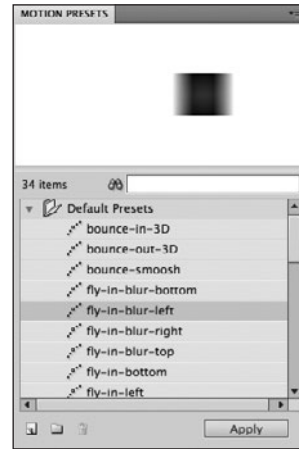 MOTION PRESETS
34 items
Default Presets
bounce-in-3D
bounce-out-3D
bounce-smoosh
fly-in-blur-bottom
fly-in-blur-left
fly-in-blur-right
fly-in-blur-top
fly-in-bottom
fly-in-left
Apply